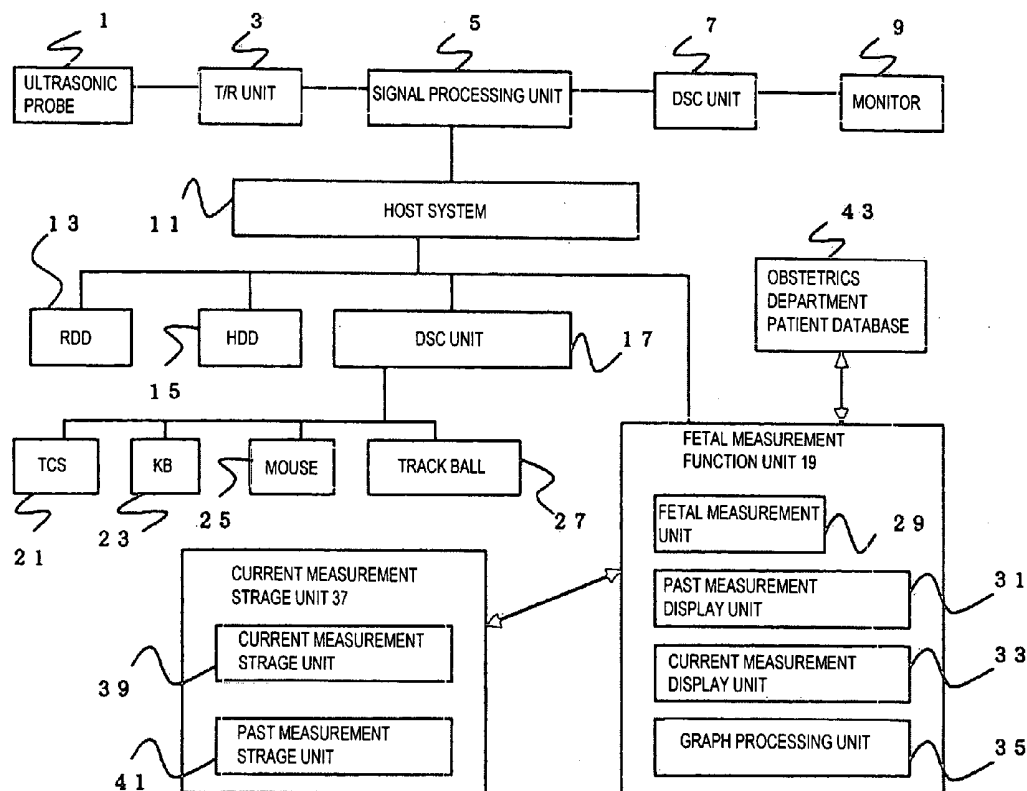 1 3 5 7 9
ULTRASONIC
PROBE
T/R UNIT
SIGNAL PROCESSING UNIT
DSC UNIT
MONITOR
11
HOST SYSTEM
13
43
OBSTETRICS
DEPARTMENT
PATIENT DATABASE
RDD
HDD
DSC UNIT
17
15
TCS
KB
MOUSE
TRACK BALL
21
23
25
27
FETAL MEASUREMENT
FUNCTION UNIT 19
FETAL MEASUREMENT
UNIT
29
PAST MEASUREMENT
DISPLAY UNIT
31
CURRENT MEASUREMENT
DISPLAY UNIT
33
GRAPH PROCESSING UNIT
35
CURRENT MEASUREMENT
STRAGE UNIT 37
CURRENT MEASUREMENT
STRAGE UNIT
39
PAST MEASUREMENT
STRAGE UNIT
41